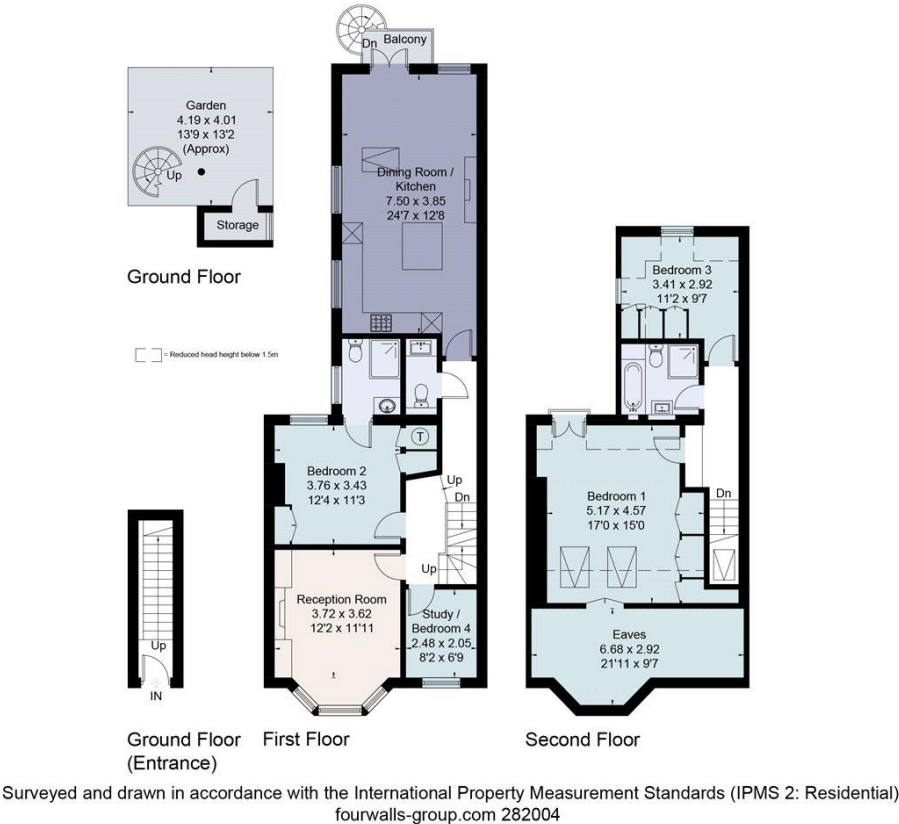 Dn
Balcony
Garden
4.19 x 4.01
13'9 x 13'2
(Approx)
Up
Storage
Ground Floor
= Reduced head height below 1.5m
Dining Room /
Kitchen
7.50 x 3.85
24'7 x 12'8
T
Bedroom 2
3.76 x 3.43
12'4 x 11'3
Up
Dn
Up
Reception Room
3.72 x 3.62
12'2 x 11'11
Study /
Bedroom 4
2.48 x 2.05
8'2 x 6'9
Bedroom 3
3.41 x 2.92
11'2 x 9'7
Bedroom 1
5.17 x 4.57
17'0 x 15'0
Dn
Eaves
6.68 x 2.92
21'11 x 9'7
Up
IN
Ground Floor
(Entrance)
First Floor
Second Floor
Surveyed and drawn in accordance with the International Property Measurement Standards (IPMS 2: Residential)
fourwalls-group.com 282004